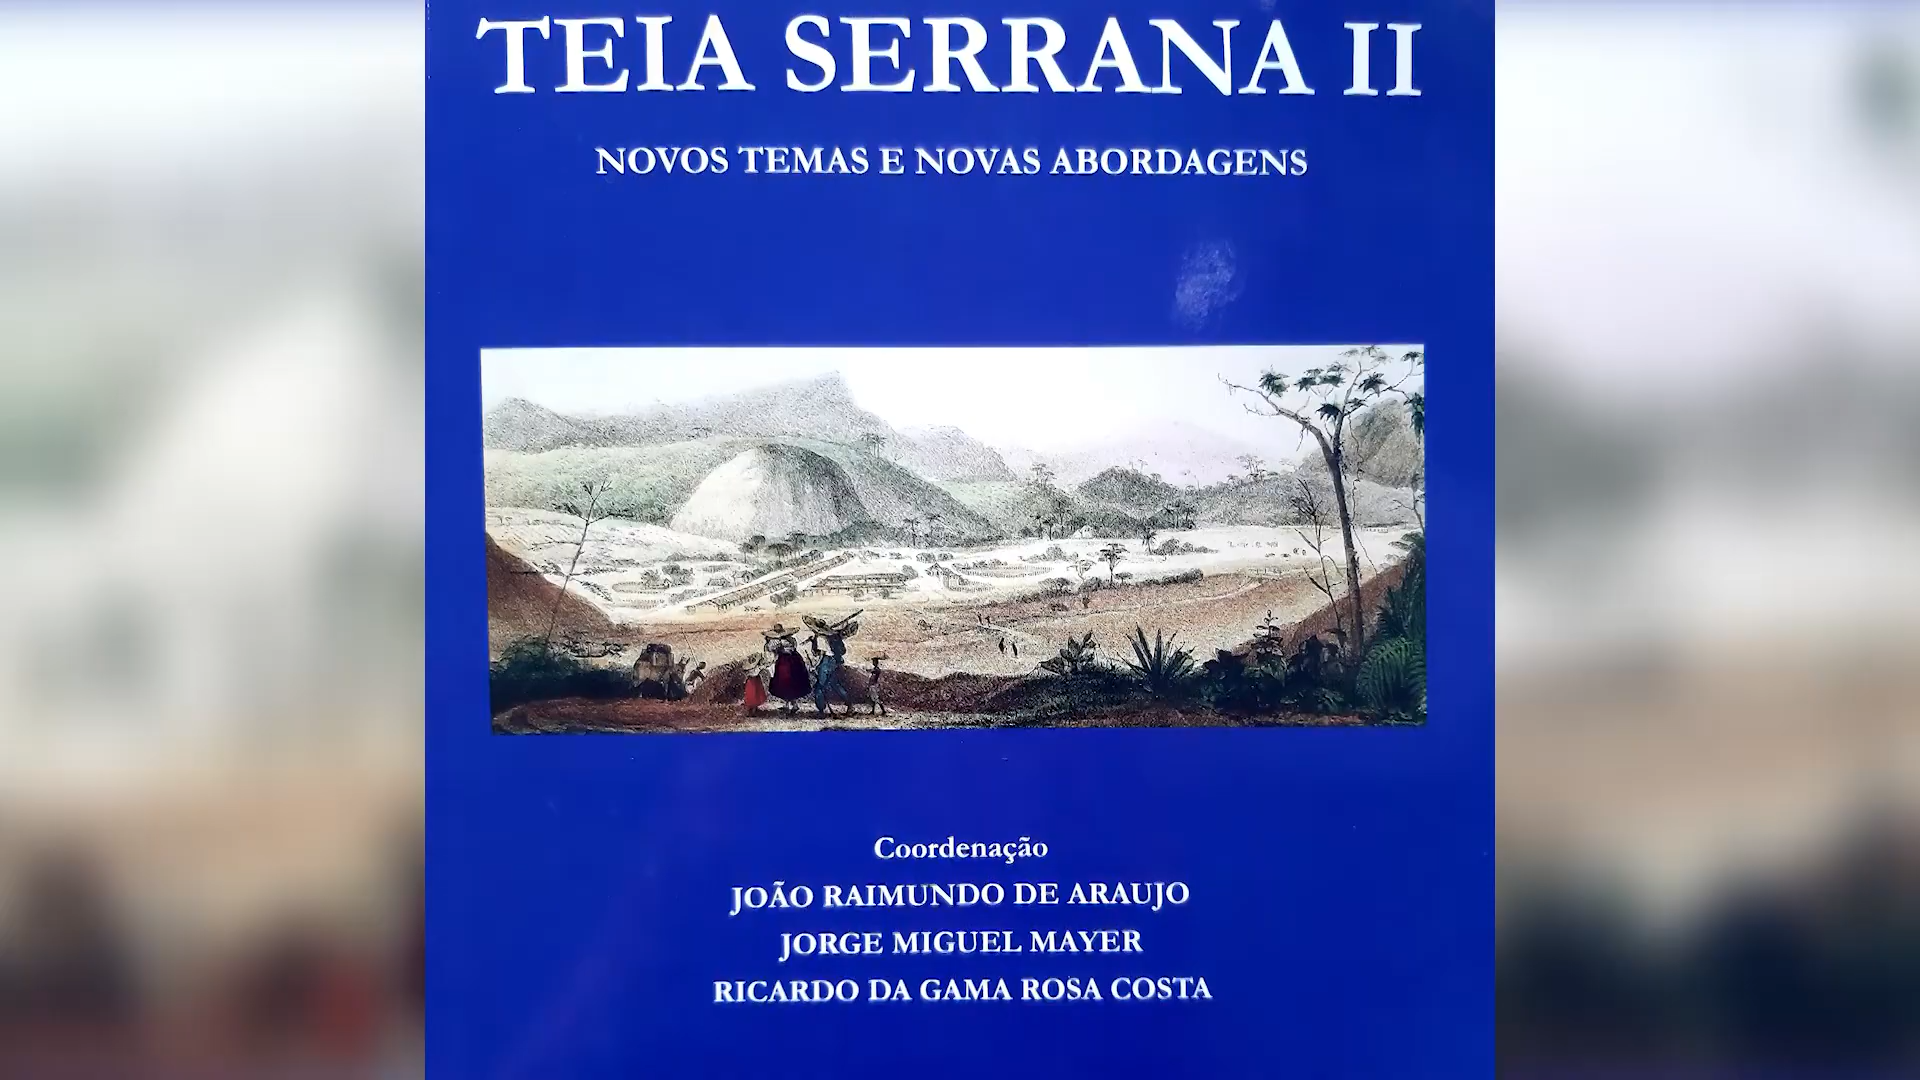 TEIA SERRANA II
NOVOS TEMAS E NOVAS ABORDAGENS
Coordenação
JOÃO RAIMUNDO DE ARAUJO
JORGE MIGUEL MAYER
RICARDO DA GAMA ROSA COSTA